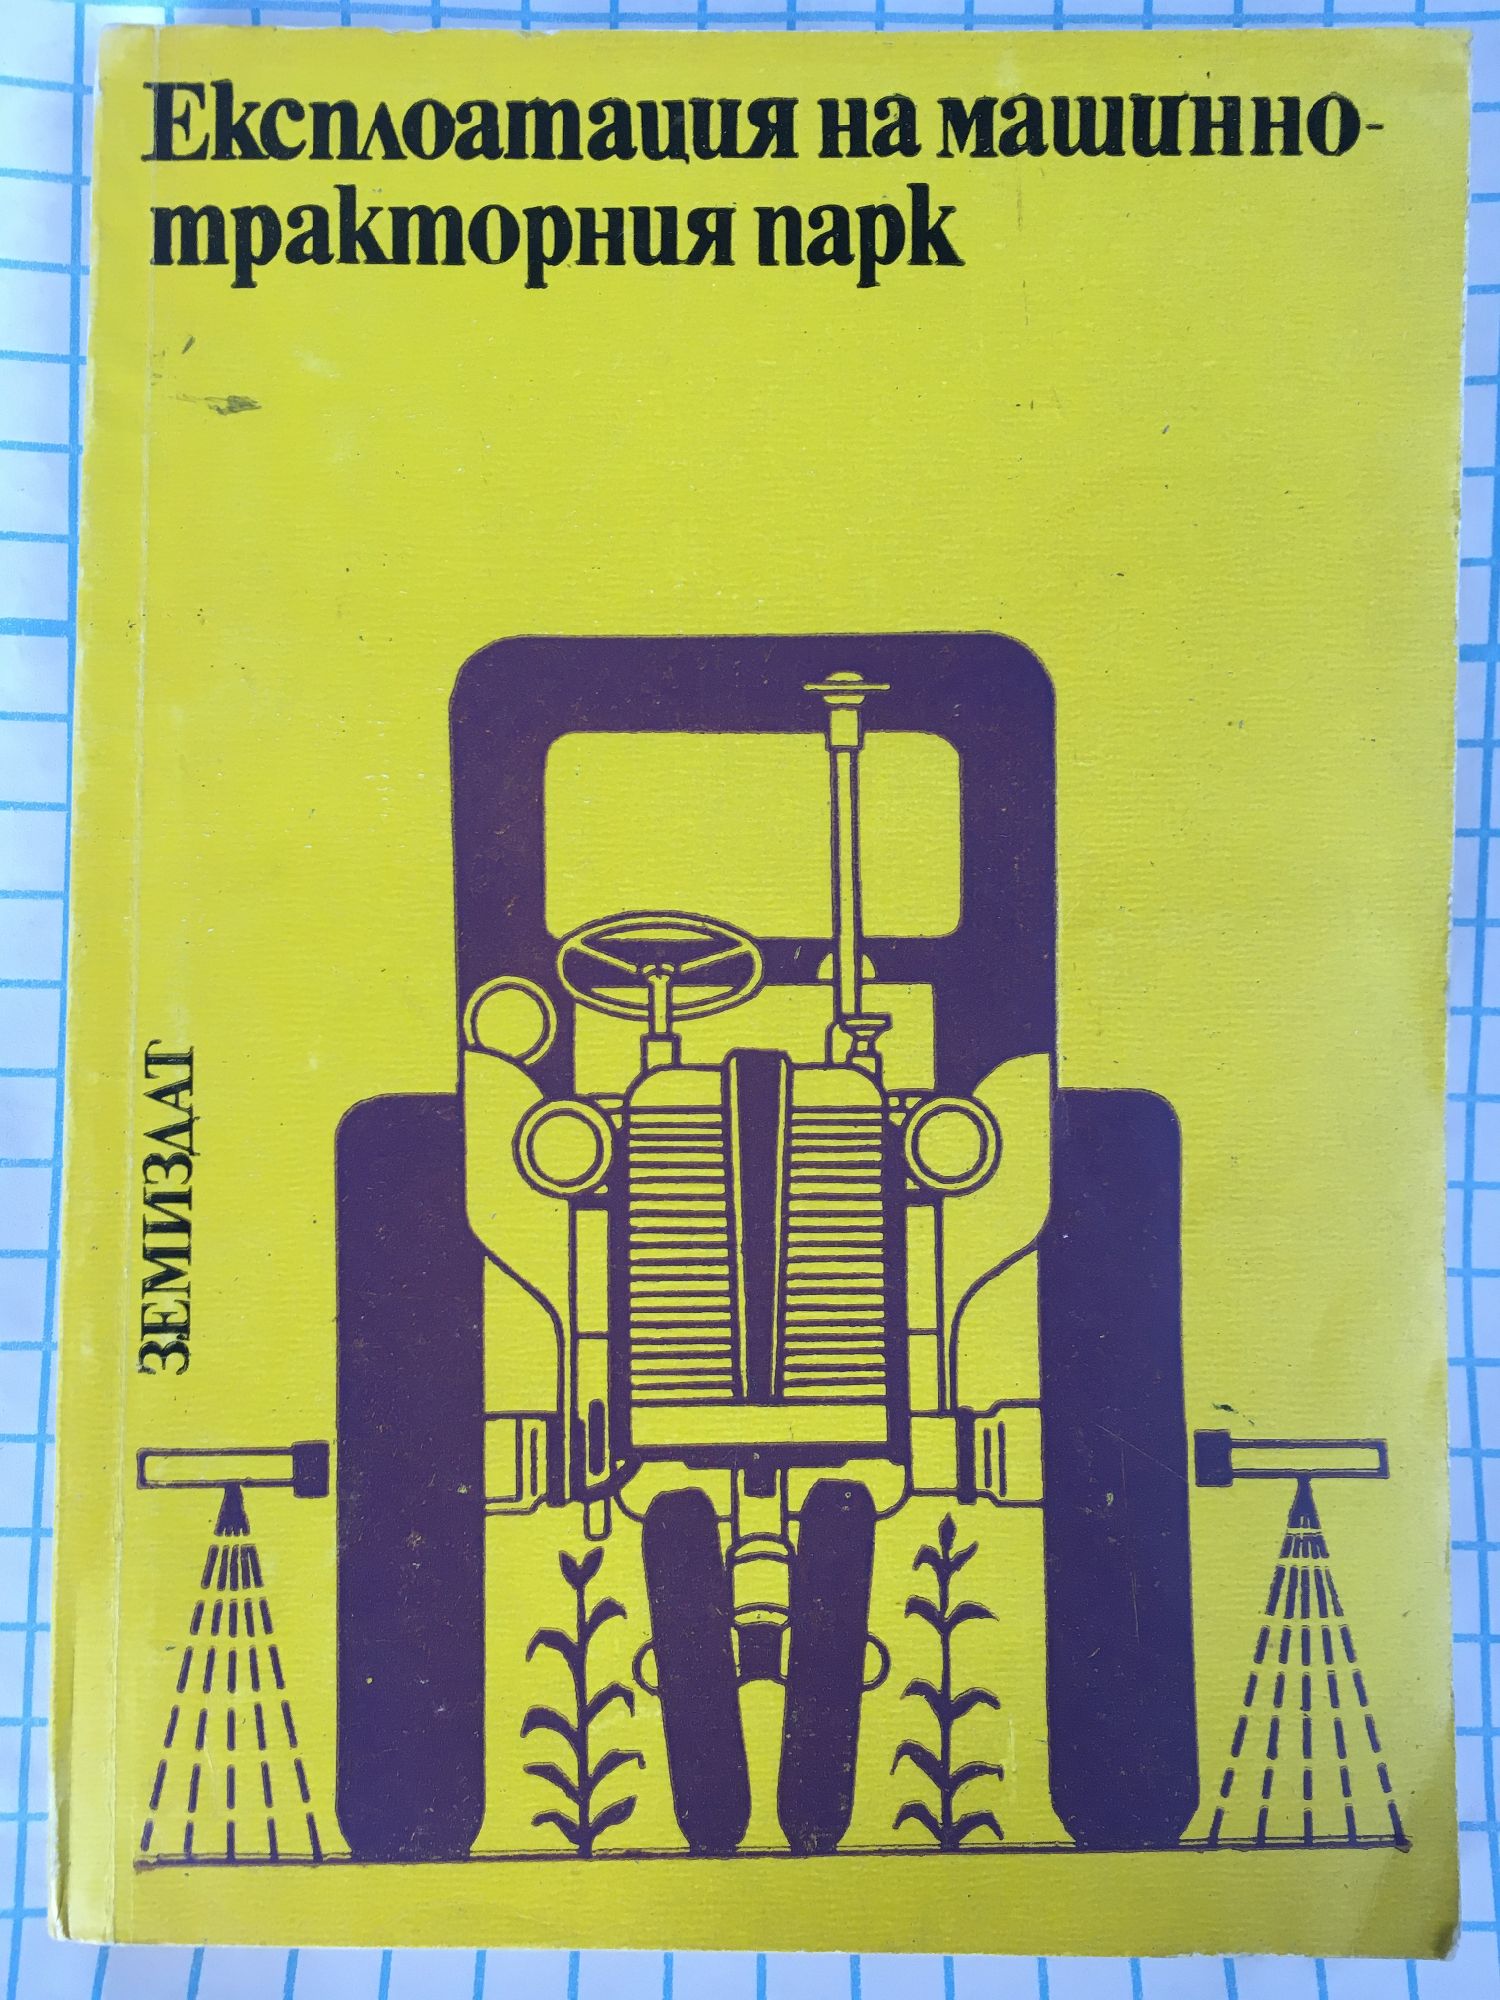 Експлоатация на машинно-
тракторния парк
ЗЕМИЗДАТ